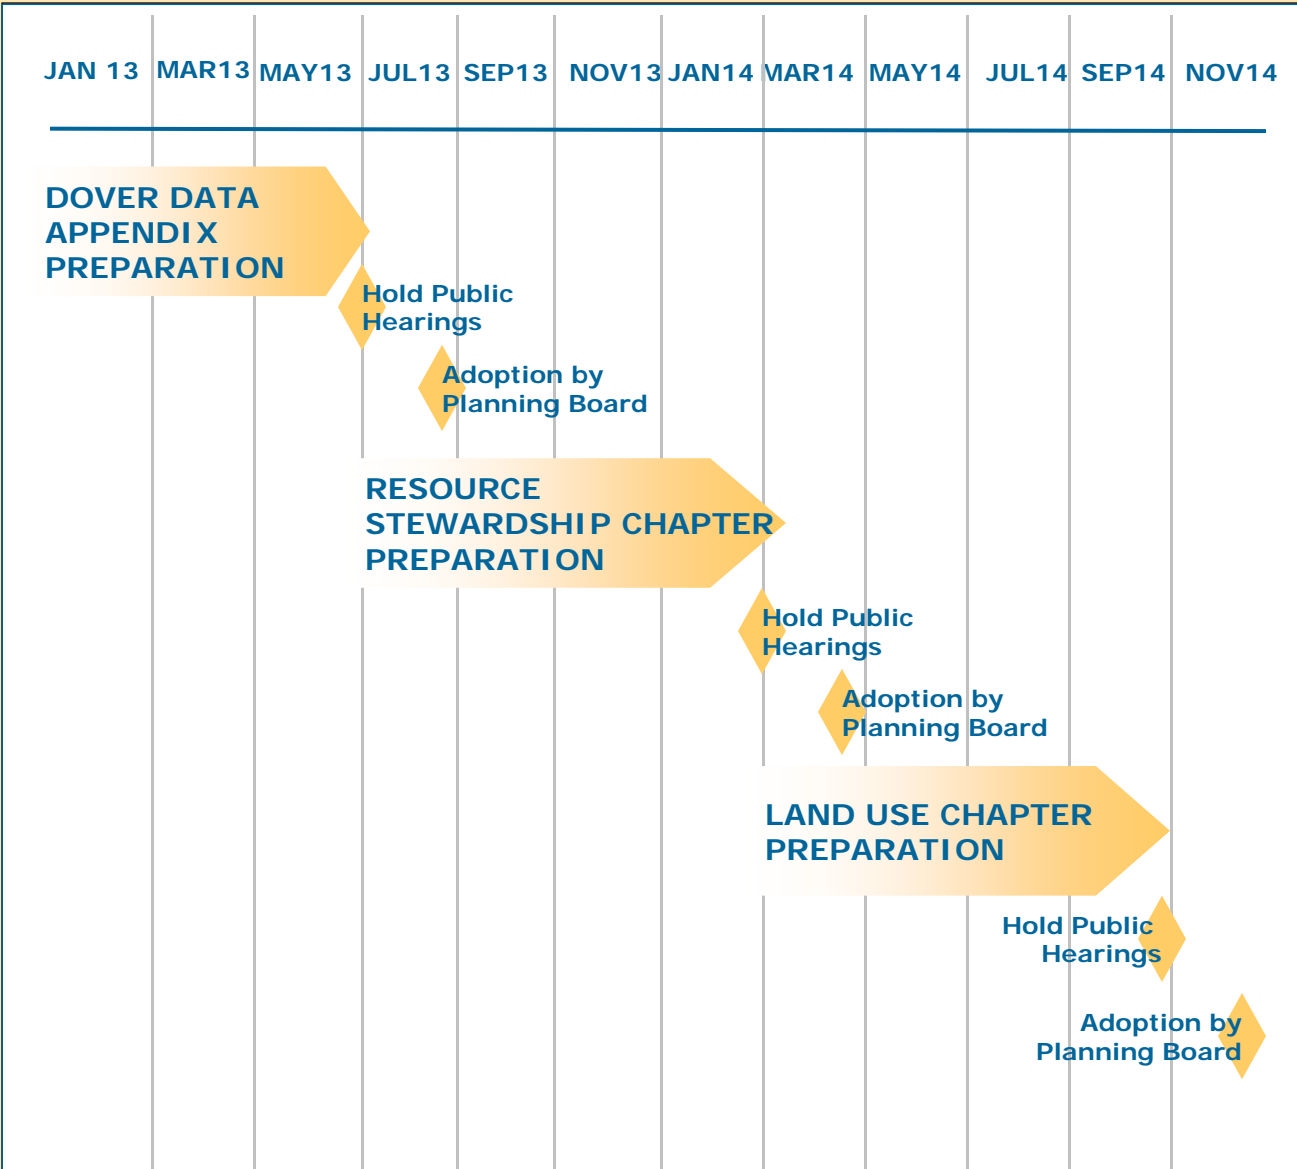 JAN 13 MAR13 MAY13 JUL13 SEP13 NOV13 JAN14 MAR14 MAY14 JUL14 SEP14 NOV14
DOVER DATA
APPENDIX
PREPARATION
Hold Public
Hearings
Adoption by
Planning Board
RESOURCE
STEWARDSHIP CHAPTER
PREPARATION
Hold Public
Hearings
Adoption by
Planning Board
LAND USE CHAPTER
PREPARATION
Hold Public
Hearings
Adoption by
Planning Board